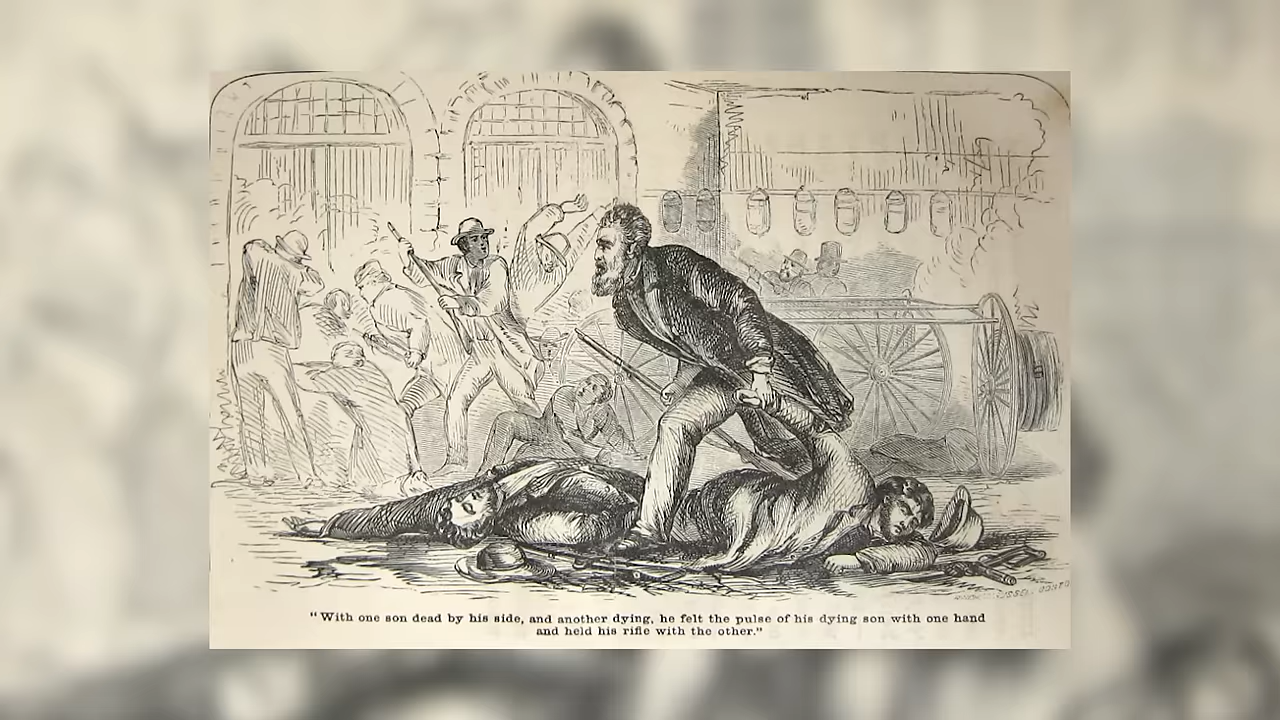 "With one son dead by his side, and another dying, he felt the pulse of his dying son with one hand
and held his rifle with the other."